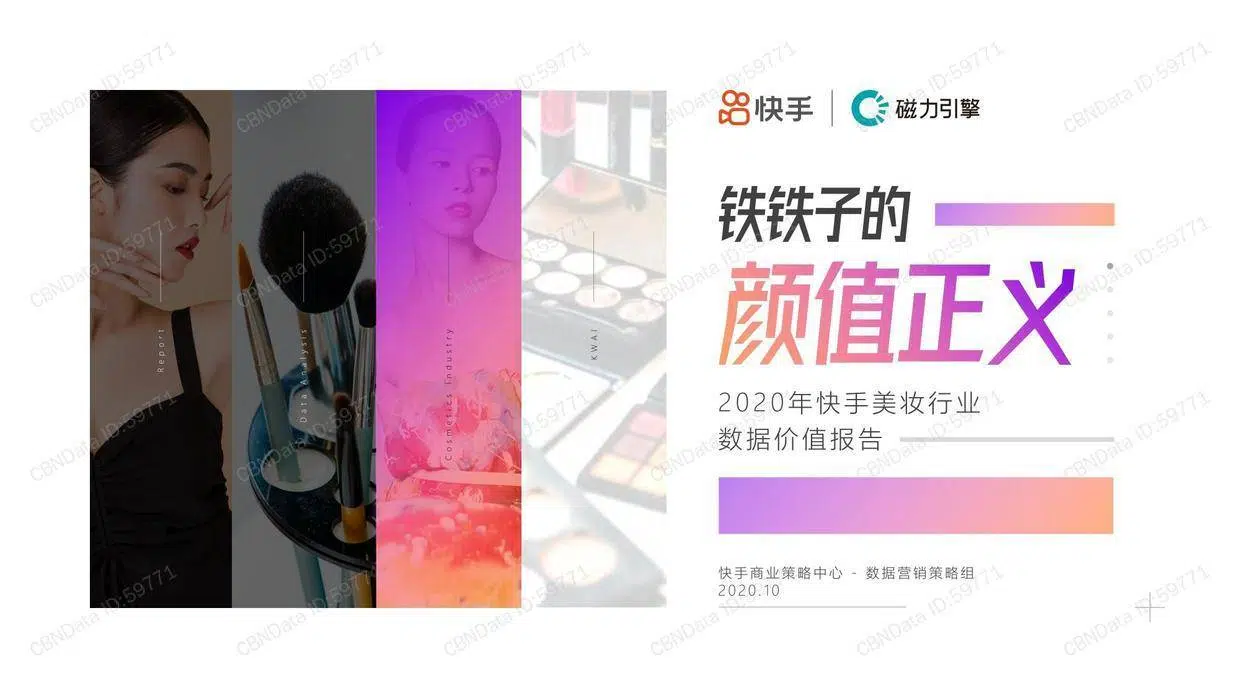 快手 | 磁力引擎
铁铁子的
颜值正义
2020年快手美妆行业
数据价值报告
快手商业策略中心 - 数据营销策略组
2020.10
Report
Data Analysis
Cosmetics Industry
KWAI
CBNData ID:59771